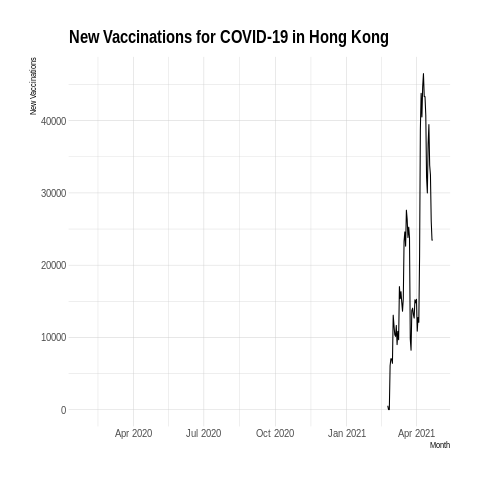 New Vaccinations for COVID-19 in Hong Kong
New Vaccinations
40000
30000
20000
10000
0
Apr 2020 Jul 2020 Oct 2020 Jan 2021 Apr 2021
Month